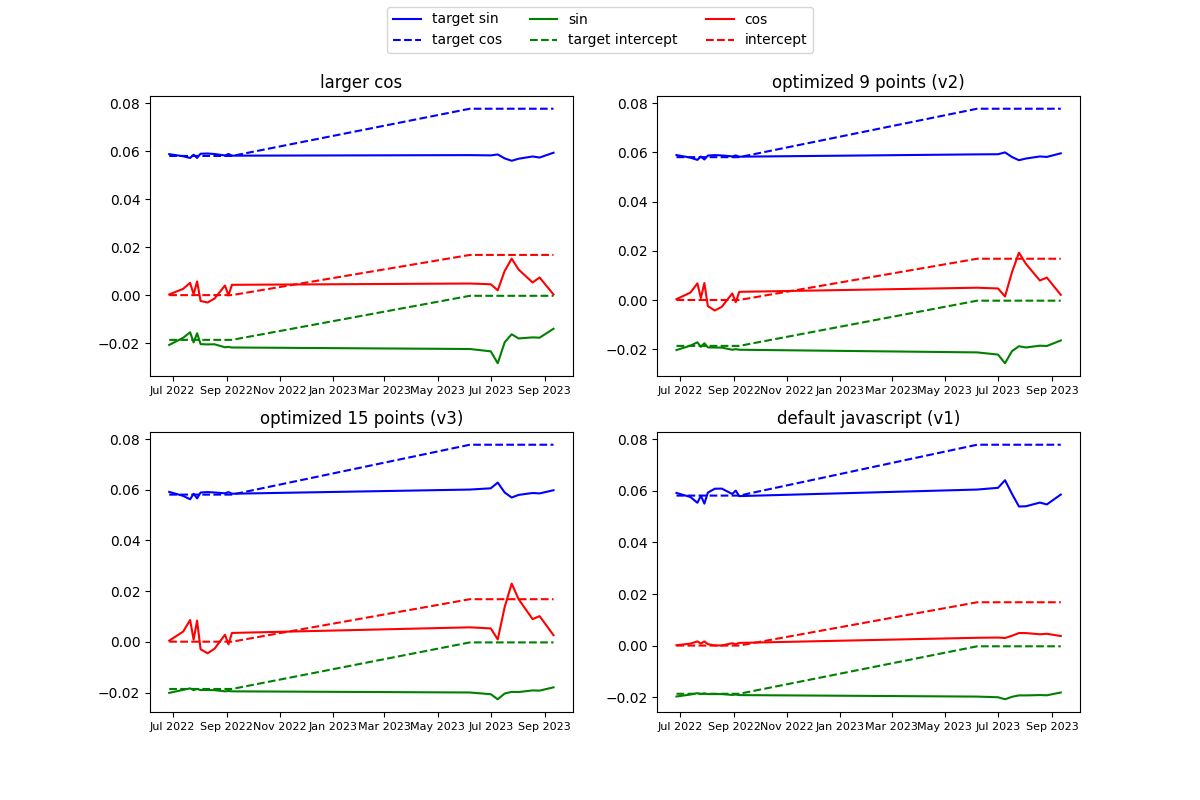 target sin sin cos
target cos target intercept intercept
larger cos
0.08
0.06
0.04
0.02
0.00
−0.02
Jul 2022 Sep 2022 Nov 2022 Jan 2023 Mar 2023 May 2023 Jul 2023 Sep 2023
optimized 9 points (v2)
0.08
0.06
0.04
0.02
0.00
−0.02
Jul 2022 Sep 2022 Nov 2022 Jan 2023 Mar 2023 May 2023 Jul 2023 Sep 2023
optimized 15 points (v3)
0.08
0.06
0.04
0.02
0.00
−0.02
Jul 2022 Sep 2022 Nov 2022 Jan 2023 Mar 2023 May 2023 Jul 2023 Sep 2023
default javascript (v1)
0.08
0.06
0.04
0.02
0.00
−0.02
Jul 2022 Sep 2022 Nov 2022 Jan 2023 Mar 2023 May 2023 Jul 2023 Sep 2023